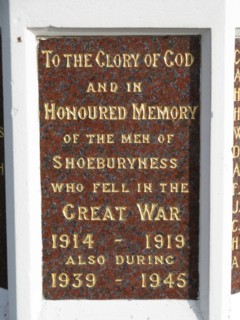 To the Glory of God
and in
Honoured Memory
of the men of
Shoeburyness
who fell in the
Great War
1914 - 1919
also during
1939 - 1945
C
A
H
H
W
D
A
F
J
C
H
A